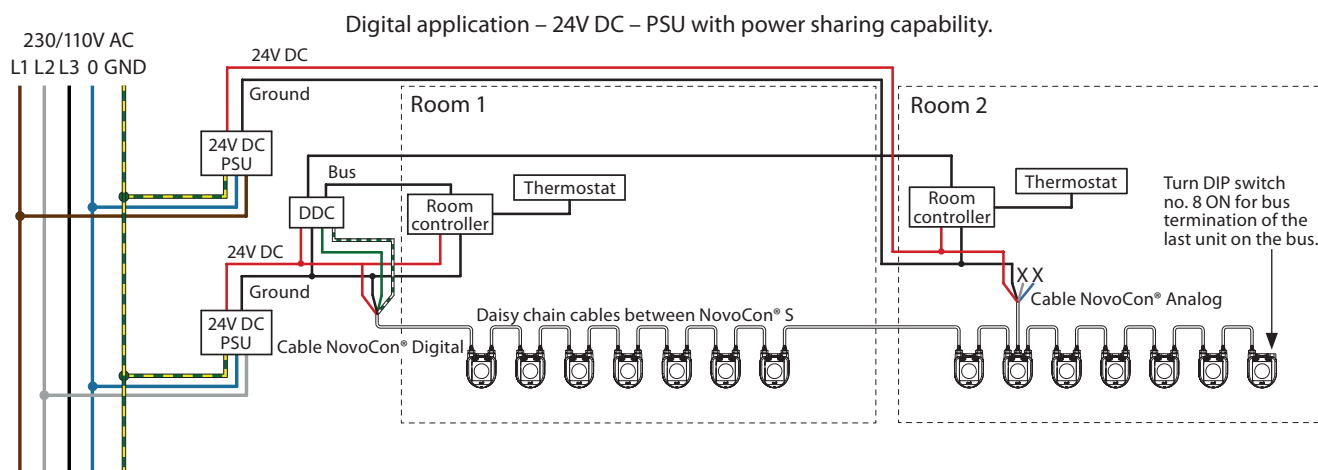 Digital application – 24V DC – PSU with power sharing capability.
230/110V AC
L1 L2 L3 0 GND
24V DC
Ground
24V DC
PSU
Room 1
Room 2
Bus
DDC
Room
controller
Thermostat
Room
controller
Thermostat
Turn DIP switch
no. 8 ON for bus
termination of the
last unit on the bus.
24V DC
Ground
24V DC
PSU
Cable NovoCon® Digital
Daisy chain cables between NovoCon® S
X X
Cable NovoCon® Analog